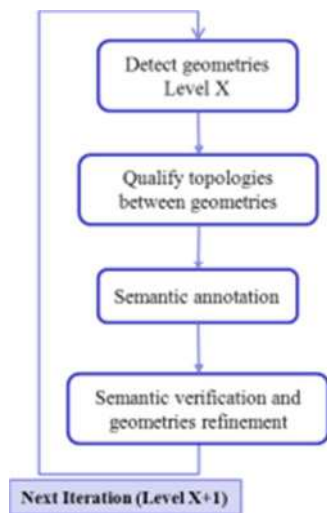 Detect geometries
Level X
Qualify topologies
between geometries
Semantic annotation
Semantic verification and
geometries refinement
Next Iteration (Level X+1)